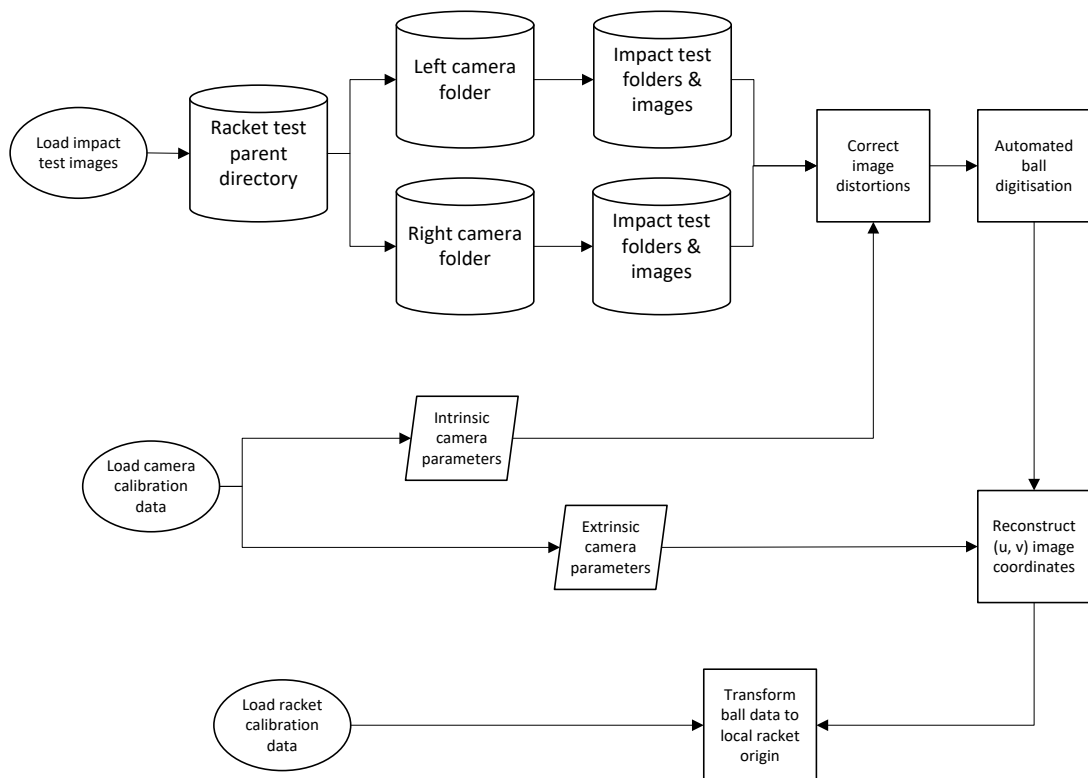 Load impact
test images
Racket test
parent
directory
Left camera
folder
Impact test
folders &
images
Right camera
folder
Impact test
folders &
images
Correct
image
distortions
Automated
ball
digitisation
Load camera
calibration
data
Intrinsic
camera
parameters
Extrinsic
camera
parameters
Reconstruct
(u, v) image
coordinates
Load racket
calibration
data
Transform
ball data to
local racket
origin